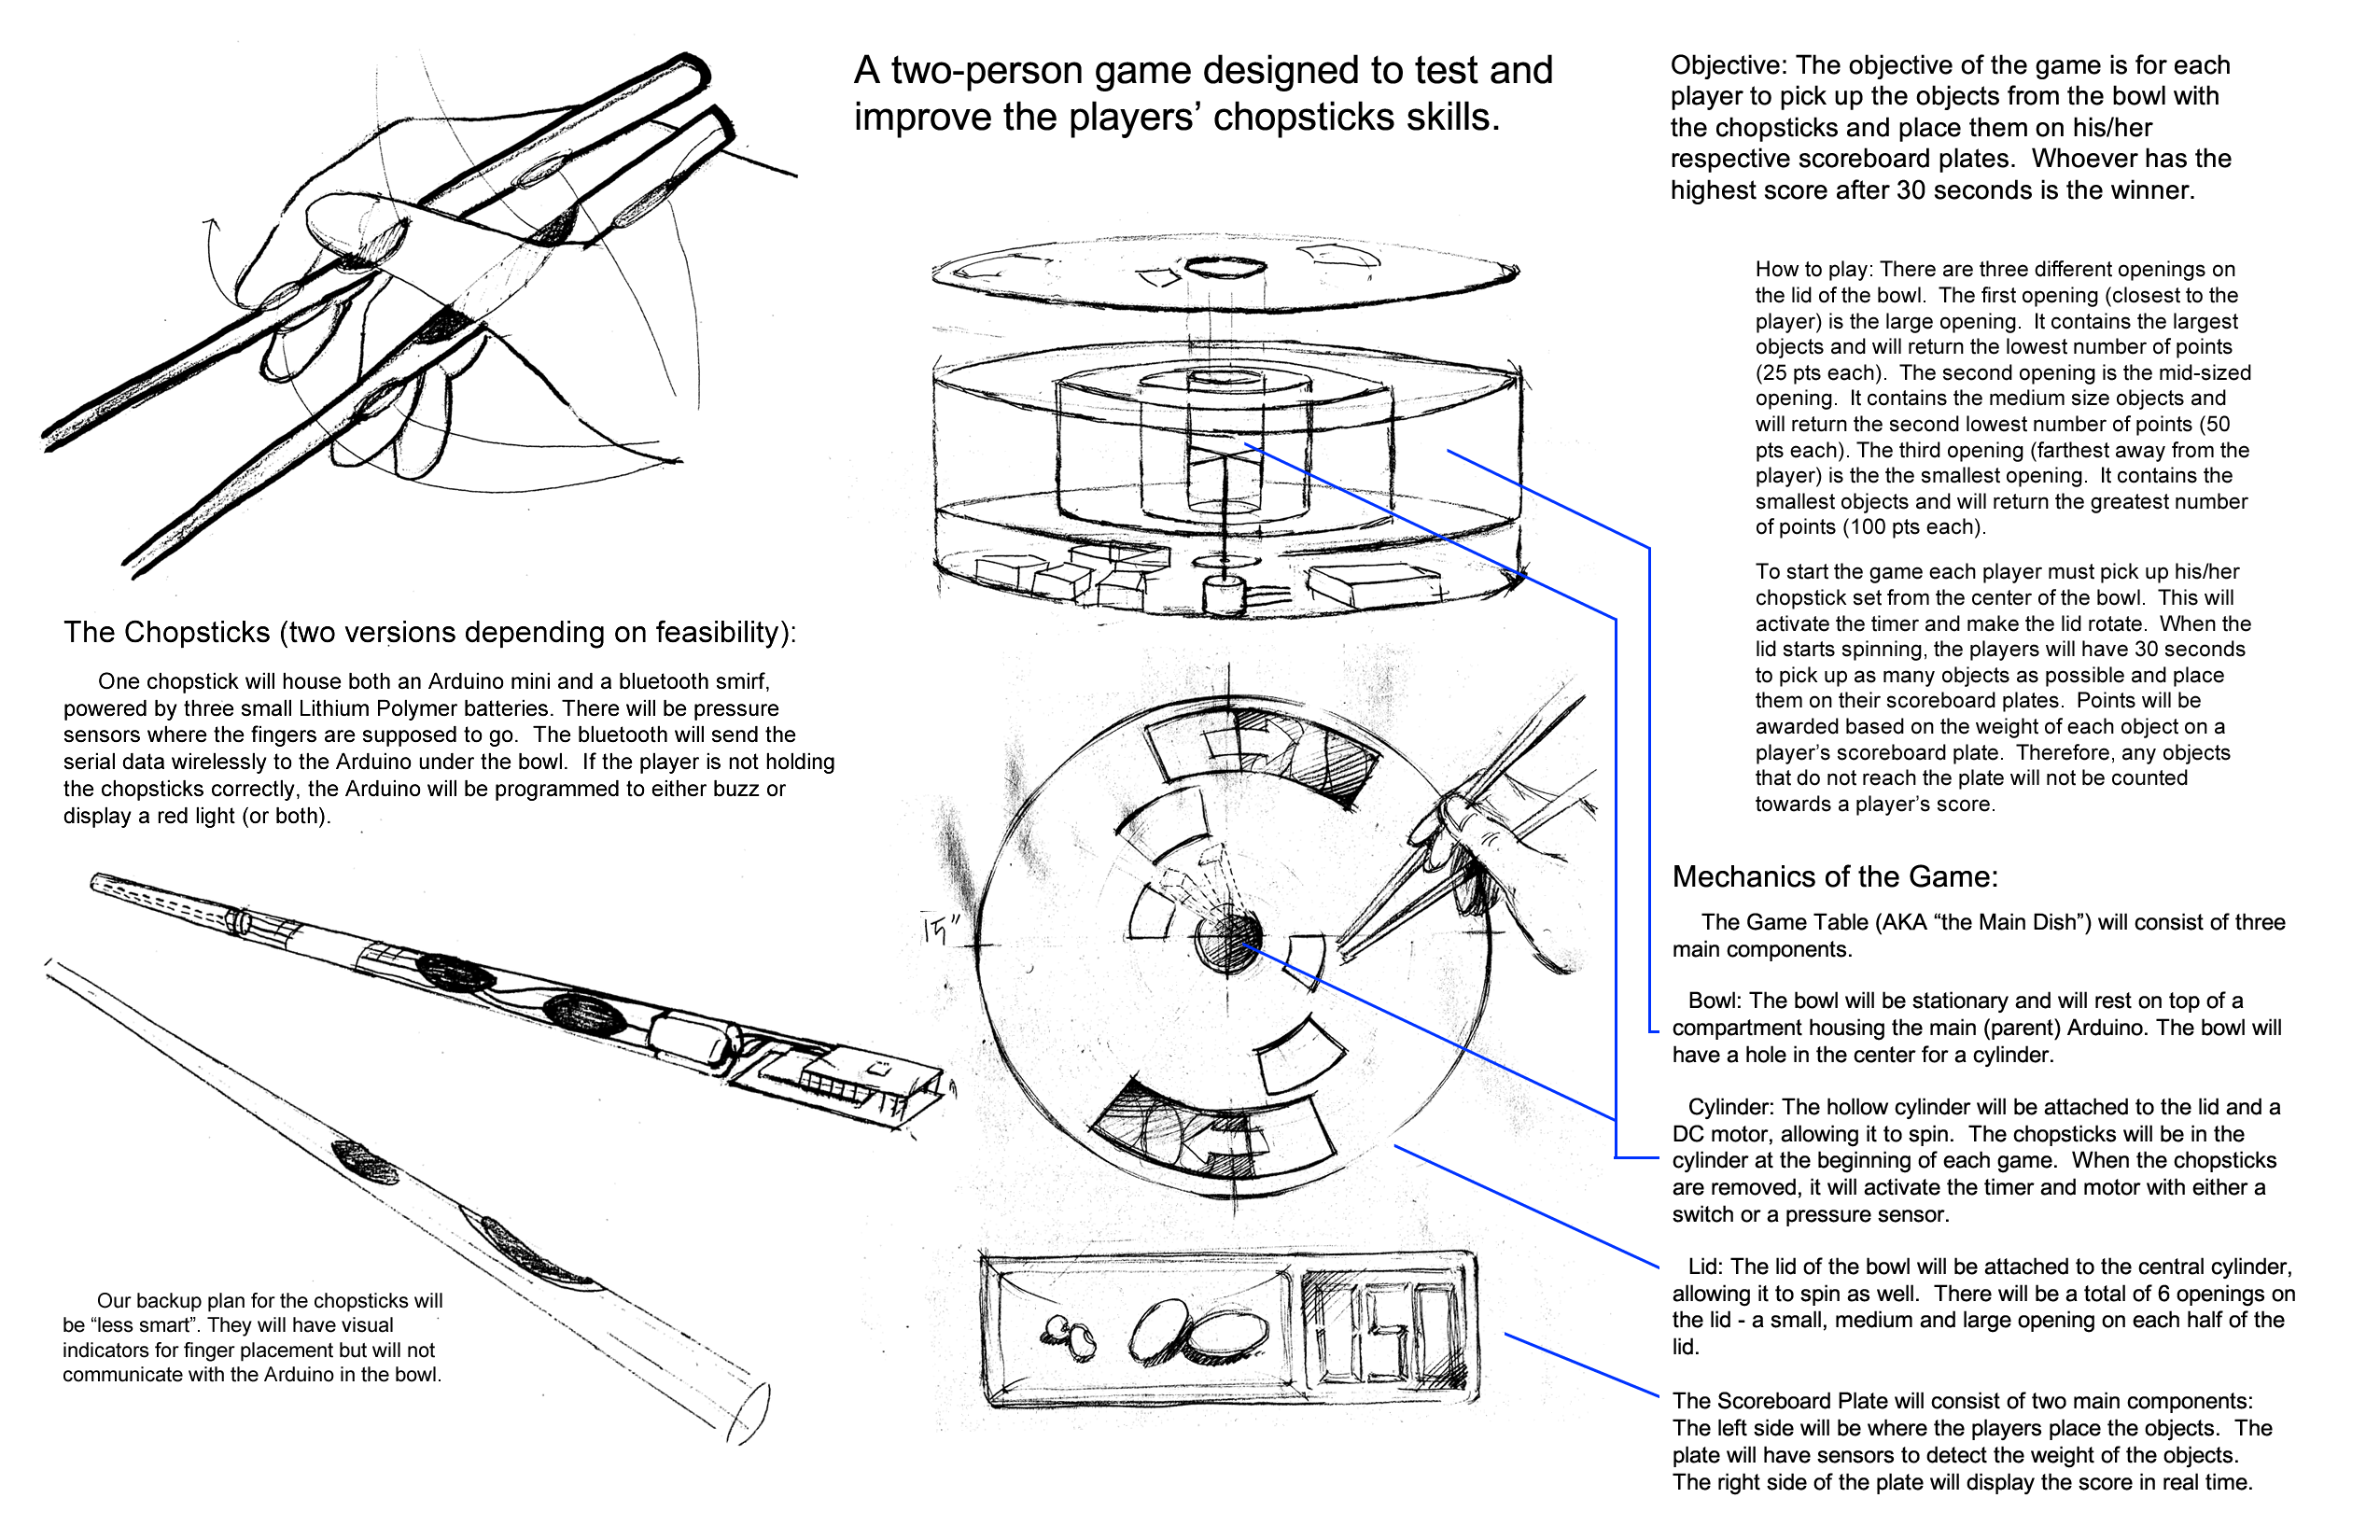 A two-person game designed to test and
improve the players' chopsticks skills.
Objective: The objective of the game is for each
player to pick up the objects from the bowl with
the chopsticks and place them on his/her
respective scoreboard plates.  Whoever has the
highest score after 30 seconds is the winner.
How to play: There are three different openings on
the lid of the bowl.  The first opening (closest to the
player) is the large opening.  It contains the largest
objects and will return the lowest number of points
(25 pts each).  The second opening is the mid-sized
opening.  It contains the medium size objects and
will return the second lowest number of points (50
pts each). The third opening (farthest away from the
player) is the the smallest opening.  It contains the
smallest objects and will return the greatest number
of points (100 pts each).
To start the game each player must pick up his/her
chopstick set from the center of the bowl.  This will
activate the timer and make the lid rotate.  When the
lid starts spinning, the players will have 30 seconds
to pick up as many objects as possible and place
them on their scoreboard plates.  Points will be
awarded based on the weight of each object on a
player's scoreboard plate.  Therefore, any objects
that do not reach the plate will not be counted
towards a player's score.
The Chopsticks (two versions depending on feasibility):
One chopstick will house both an Arduino mini and a bluetooth smirf,
powered by three small Lithium Polymer batteries. There will be pressure
sensors where the fingers are supposed to go.  The bluetooth will send the
serial data wirelessly to the Arduino under the bowl.  If the player is not holding
the chopsticks correctly, the Arduino will be programmed to either buzz or
display a red light (or both).
Our backup plan for the chopsticks will
be “less smart”. They will have visual
indicators for finger placement but will not
communicate with the Arduino in the bowl.
15"
150
Mechanics of the Game:
The Game Table (AKA “the Main Dish”) will consist of three
main components.
Bowl: The bowl will be stationary and will rest on top of a
compartment housing the main (parent) Arduino. The bowl will
have a hole in the center for a cylinder.
Cylinder: The hollow cylinder will be attached to the lid and a
DC motor, allowing it to spin.  The chopsticks will be in the
cylinder at the beginning of each game.  When the chopsticks
are removed, it will activate the timer and motor with either a
switch or a pressure sensor.
Lid: The lid of the bowl will be attached to the central cylinder,
allowing it to spin as well.  There will be a total of 6 openings on
the lid - a small, medium and large opening on each half of the
lid.
The Scoreboard Plate will consist of two main components:
The left side will be where the players place the objects.  The
plate will have sensors to detect the weight of the objects.
The right side of the plate will display the score in real time.